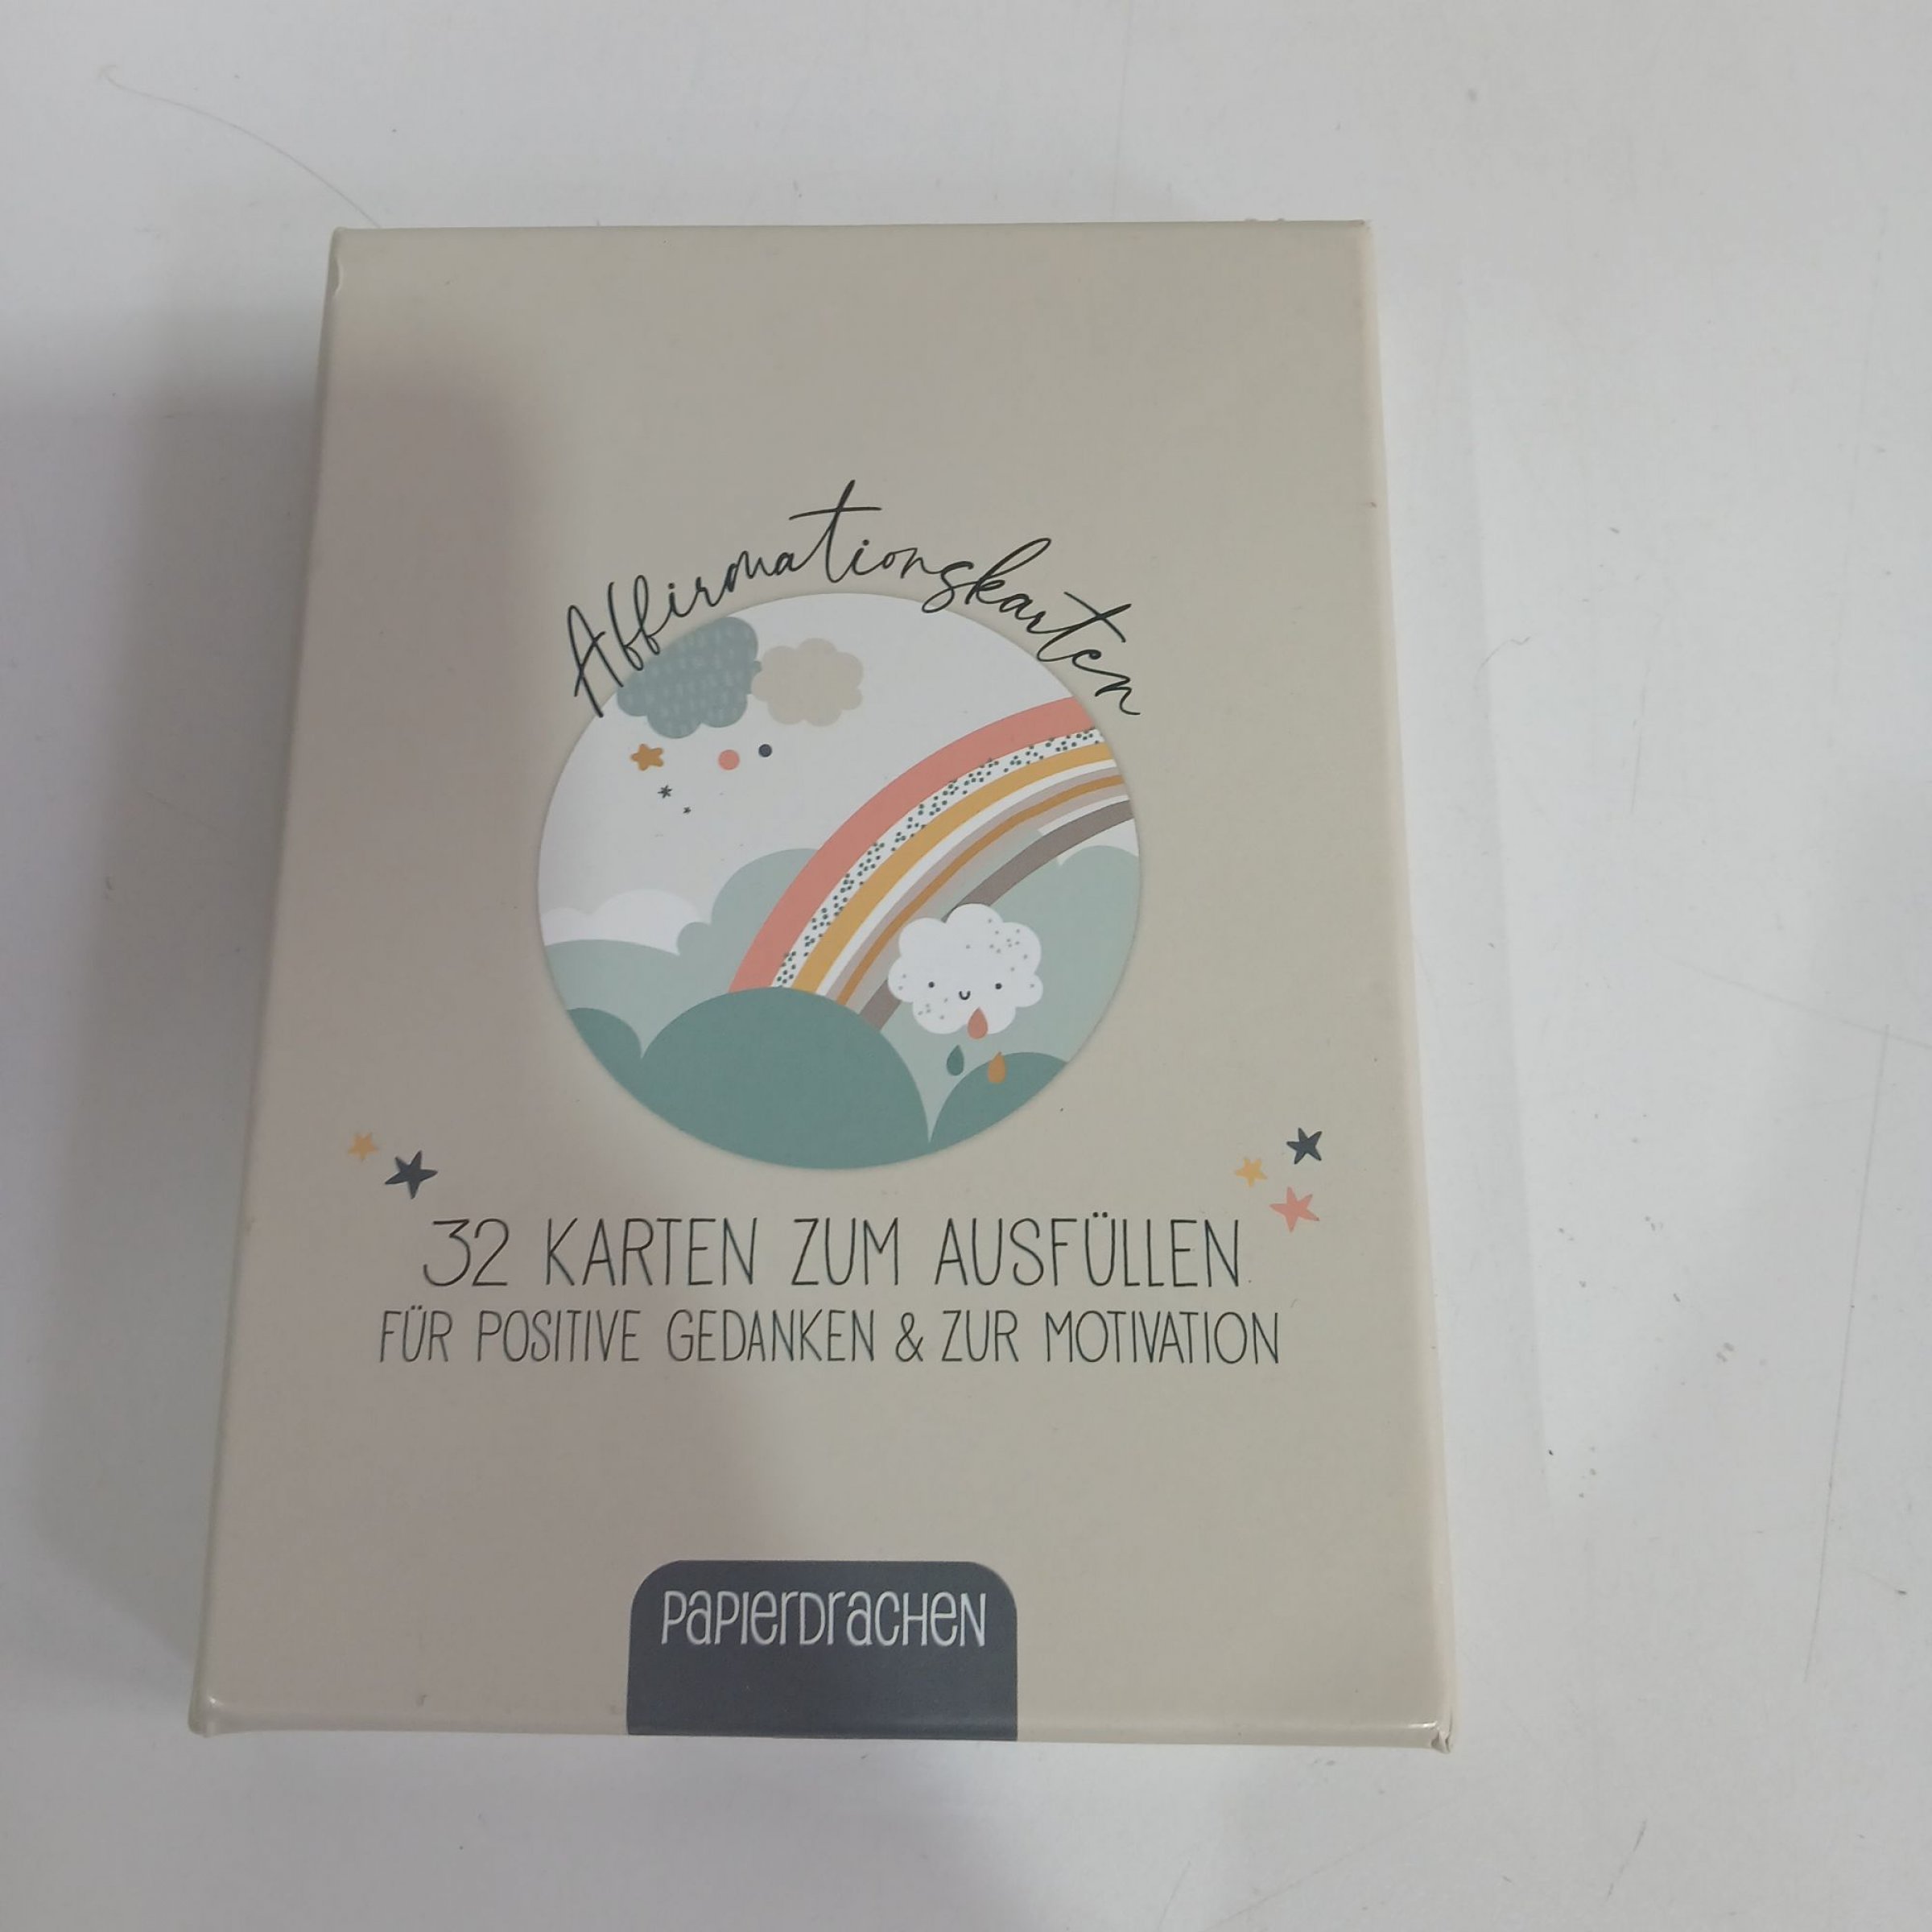 Affirmationskarten
32 KARTEN ZUM AUSFÜLLEN
FÜR POSITIVE GEDANKEN & ZUR MOTIVATION
PaPIerDracHeN